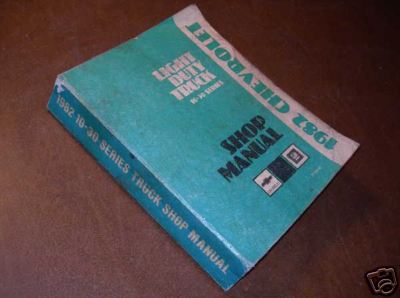 1982 CHEVROLET
LIGHT
DUTY
TRUCK
10-30 SERIES
SHOP
MANUAL
1982 10-30 SERIES TRUCK SHOP MANUAL